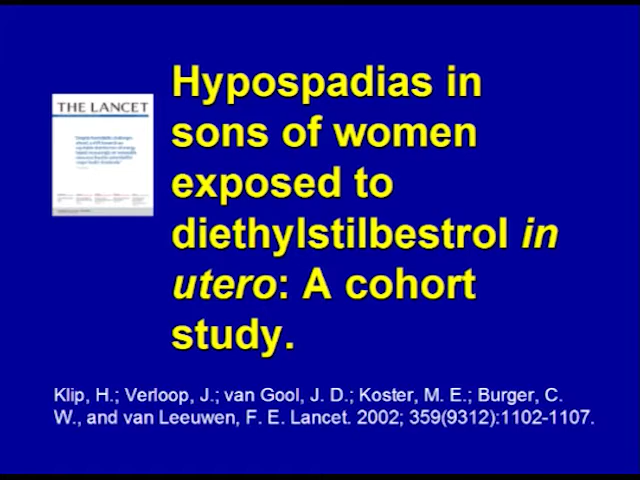 Hypospadias in
sons of women
exposed to
diethylstilbestrol in
utero: A cohort
study.
THE LANCET
Klip, H.; Verloop, J.; van Gool, J. D.; Koster, M. E.; Burger, C.
W., and van Leeuwen, F. E. Lancet. 2002; 359(9312):1102-1107.